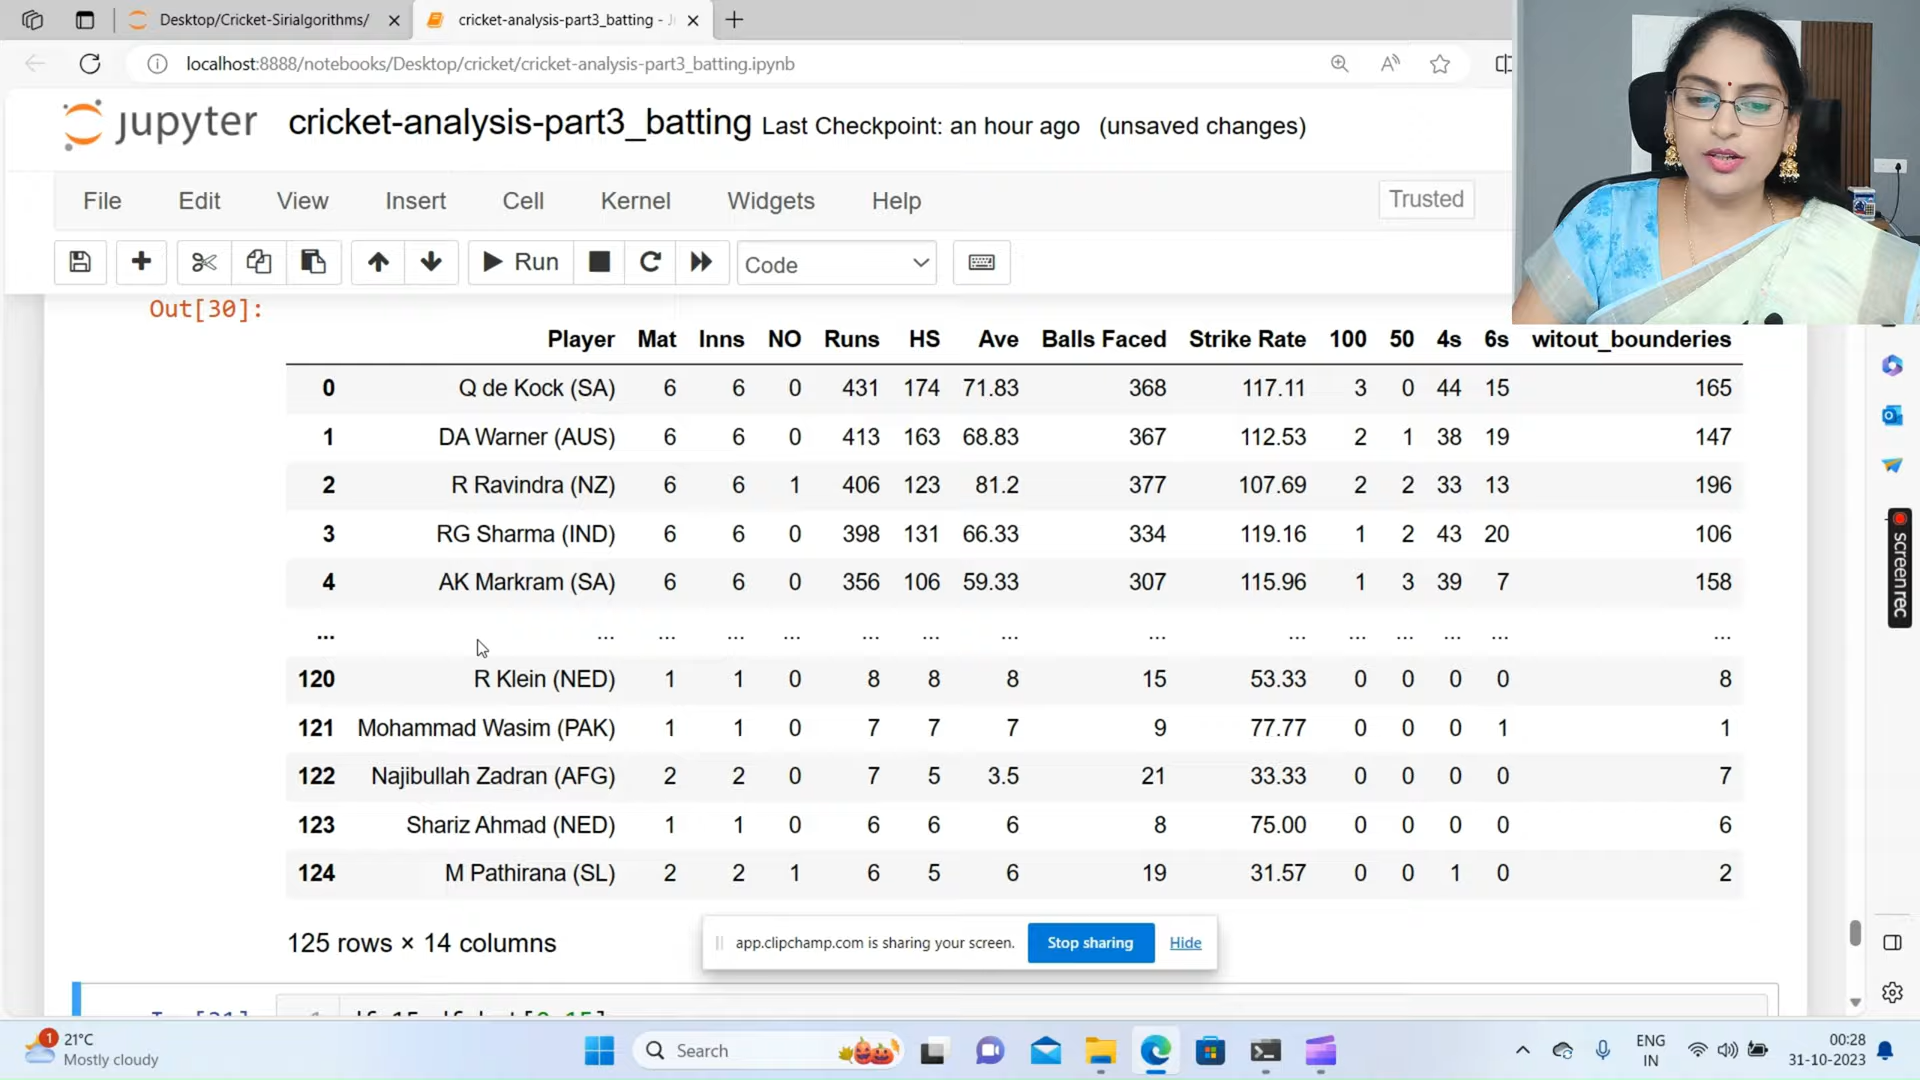 Desktop/Cricket-Sirialgorithms/
cricket-analysis-part3_batting - J
localhost:8888/notebooks/Desktop/cricket/cricket-analysis-part3_batting.ipynb
jupyter cricket-analysis-part3_batting Last Checkpoint: an hour ago (unsaved changes)
File Edit View Insert Cell Kernel Widgets Help Trusted
Run Code
Out[30]:
Player Mat Inns NO Runs HS Ave Balls Faced Strike Rate 100 50 4s 6s witout_bounderies
0 Q de Kock (SA) 6 6 0 431 174 71.83 368 117.11 3 0 44 15 165
1 DA Warner (AUS) 6 6 0 413 163 68.83 367 112.53 2 1 38 19 147
2 R Ravindra (NZ) 6 6 1 406 123 81.2 377 107.69 2 2 33 13 196
3 RG Sharma (IND) 6 6 0 398 131 66.33 334 119.16 1 2 43 20 106
4 AK Markram (SA) 6 6 0 356 106 59.33 307 115.96 1 3 39 7 158
... ... ... ... ... ... ... ... ... ... ... ... ... ... ...
120 R Klein (NED) 1 1 0 8 8 8 15 53.33 0 0 0 0 8
121 Mohammad Wasim (PAK) 1 1 0 7 7 7 9 77.77 0 0 0 1 1
122 Najibullah Zadran (AFG) 2 2 0 7 5 3.5 21 33.33 0 0 0 0 7
123 Shariz Ahmad (NED) 1 1 0 6 6 6 8 75.00 0 0 0 0 6
124 M Pathirana (SL) 2 2 1 6 5 6 19 31.57 0 0 1 0 2
125 rows × 14 columns
app.clipchamp.com is sharing your screen. Stop sharing Hide
screenrec
1
21°C
Mostly cloudy
Search
ENG
IN
00:28
31-10-2023